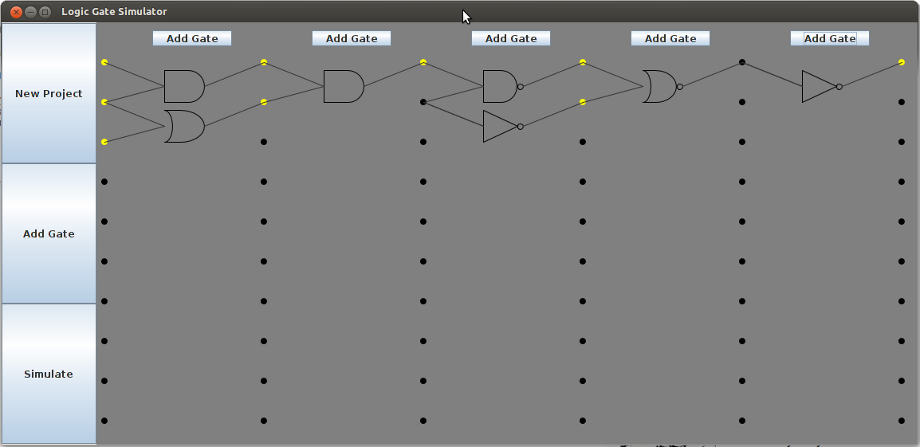 Logic Gate Simulator
Add Gate Add Gate Add Gate Add Gate Add Gate
New Project
Add Gate
Simulate